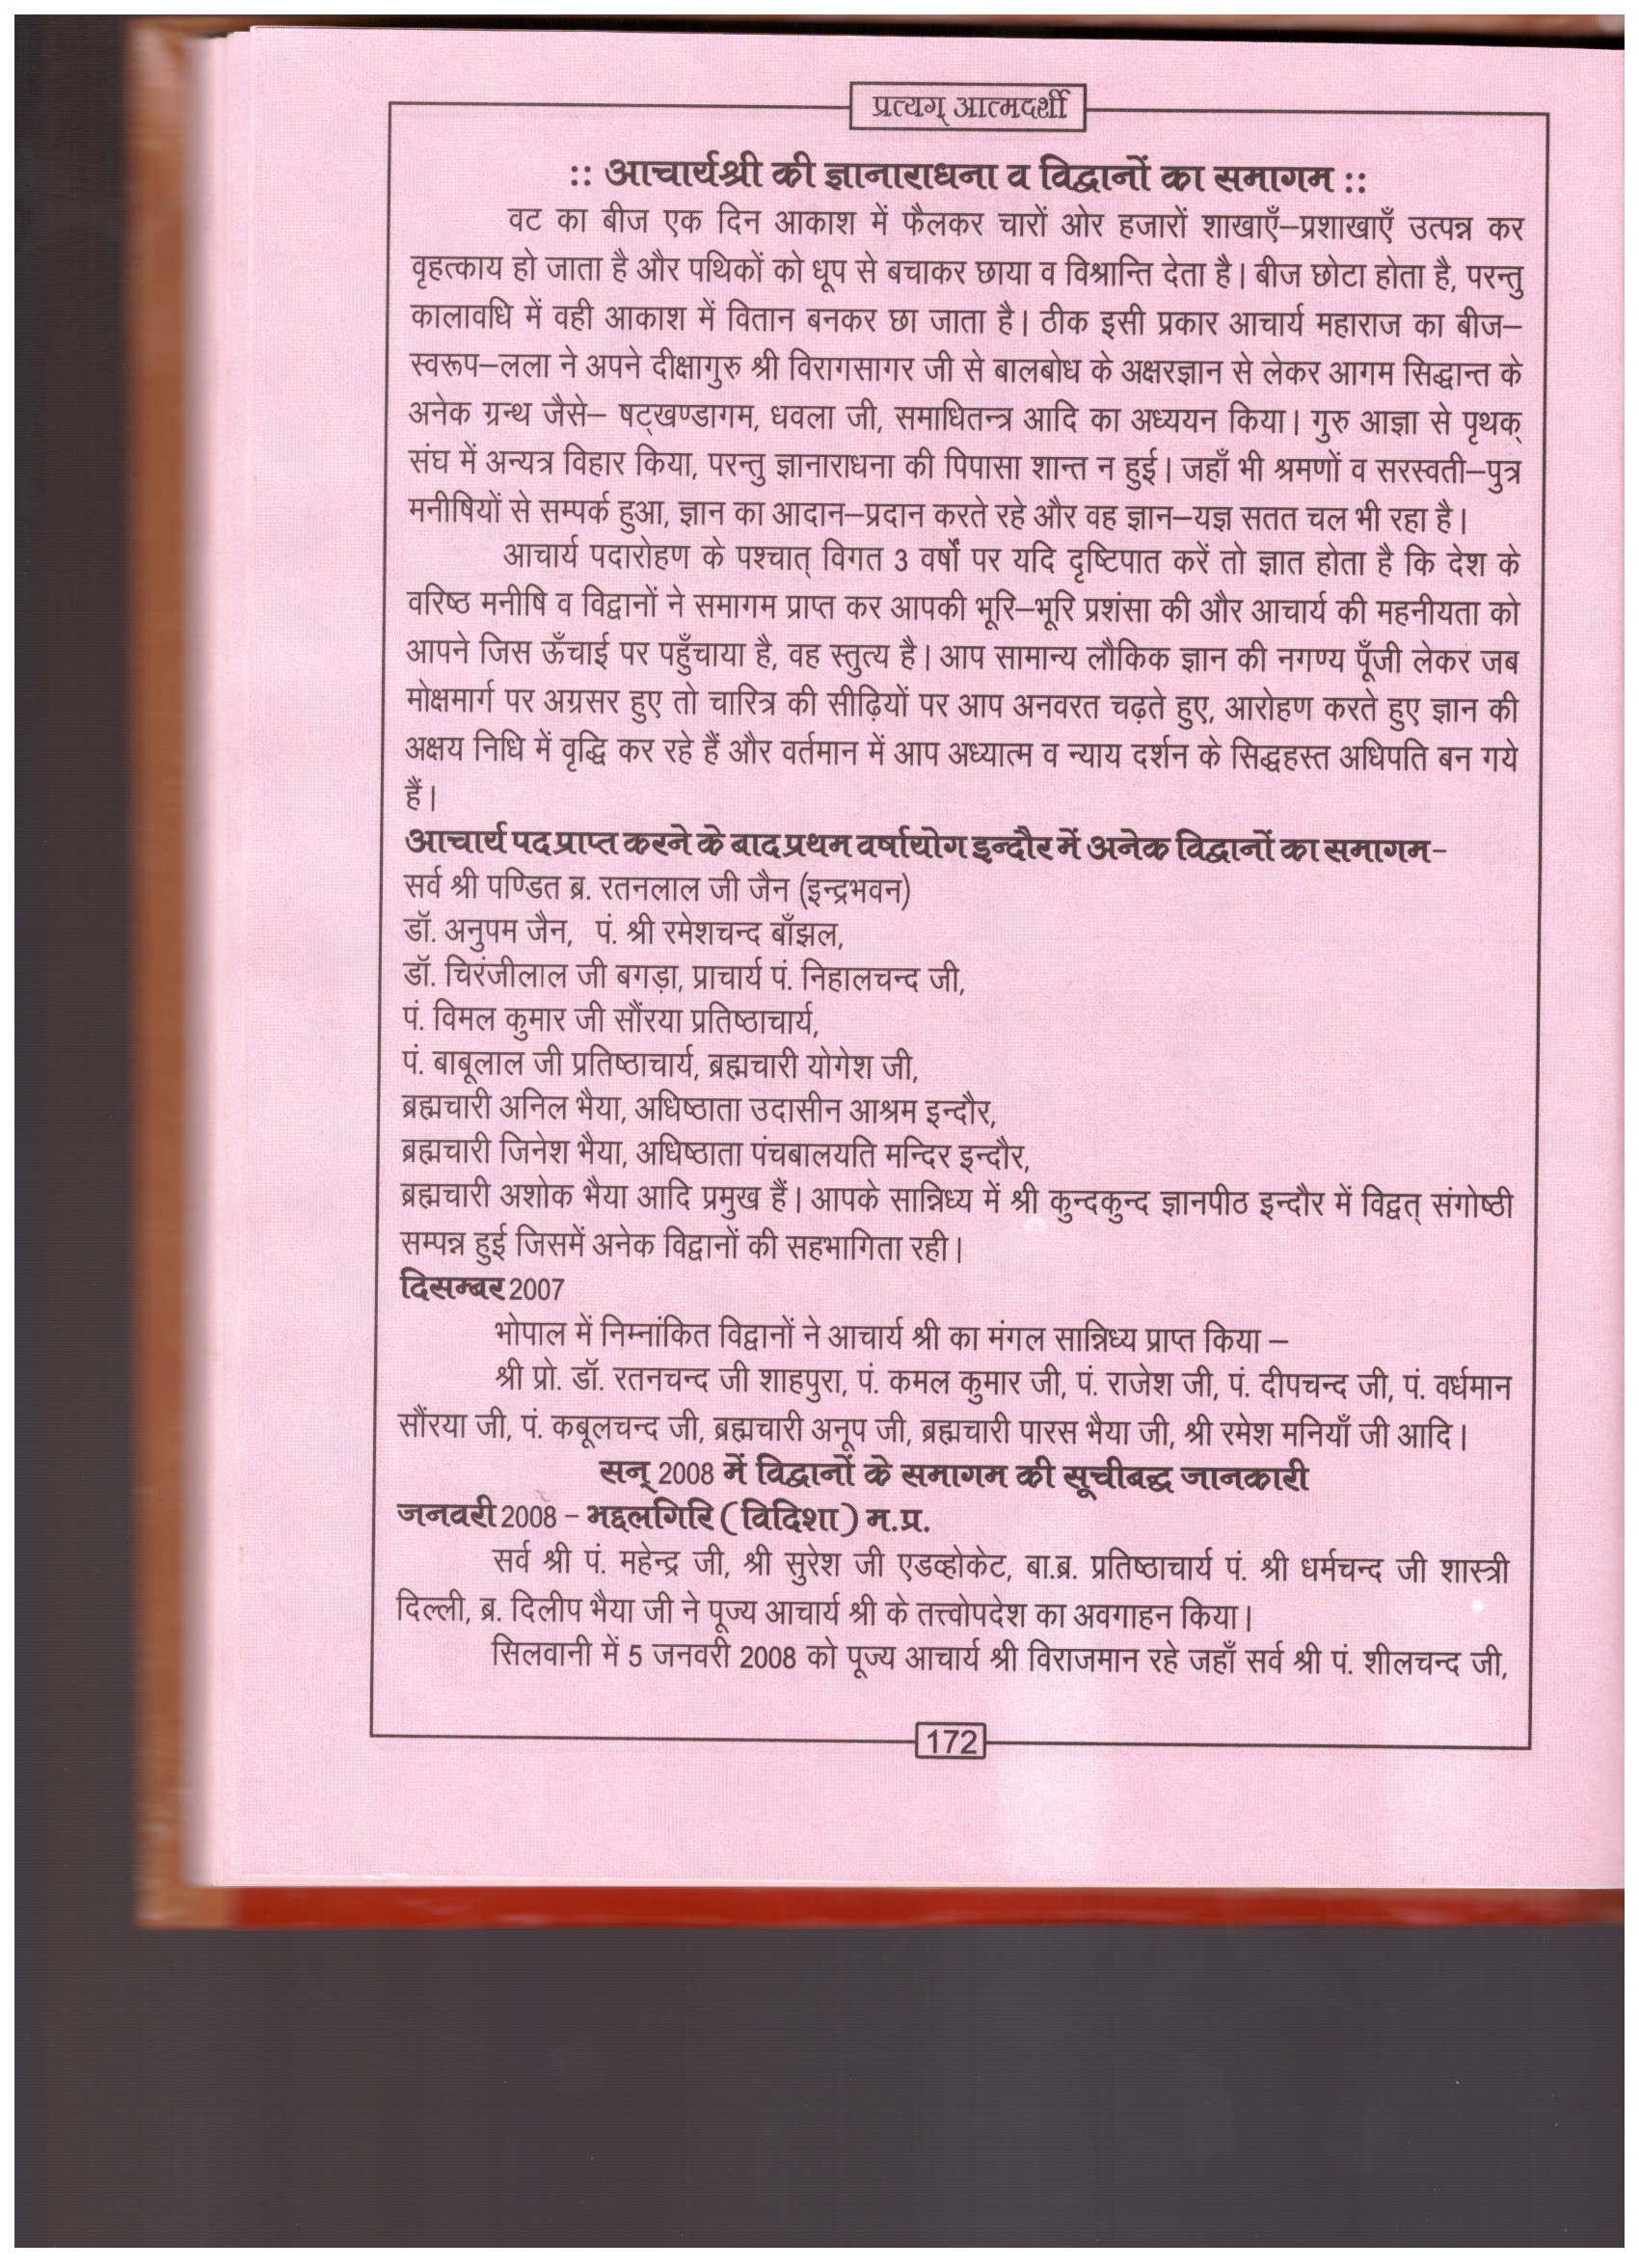 प्रत्यग् आत्मदर्शी
:: आचार्यश्री की ज्ञानाराधना व विद्वानों का समागम ::
वट का बीज एक दिन आकाश में फैलकर चारों ओर हजारों शाखाएँ–प्रशाखाएँ उत्पन्न कर
वृहत्काय हो जाता है और पथिकों को धूप से बचाकर छाया व विश्रान्ति देता है। बीज छोटा होता है, परन्तु
कालावधि में वही आकाश में वितान बनकर छा जाता है। ठीक इसी प्रकार आचार्य महाराज का बीज–
स्वरूप–लला ने अपने दीक्षागुरु श्री विरागसागर जी से बालबोध के अक्षरज्ञान से लेकर आगम सिद्धान्त के
अनेक ग्रन्थ जैसे– षट्खण्डागम, धवला जी, समाधितन्त्र आदि का अध्ययन किया। गुरु आज्ञा से पृथक्
संघ में अन्यत्र विहार किया, परन्तु ज्ञानाराधना की पिपासा शान्त न हुई। जहाँ भी श्रमणों व सरस्वती–पुत्र
मनीषियों से सम्पर्क हुआ, ज्ञान का आदान–प्रदान करते रहे और वह ज्ञान–यज्ञ सतत चल भी रहा है।
आचार्य पदारोहण के पश्चात् विगत 3 वर्षों पर यदि दृष्टिपात करें तो ज्ञात होता है कि देश के
वरिष्ठ मनीषि व विद्वानों ने समागम प्राप्त कर आपकी भूरि–भूरि प्रशंसा की और आचार्य की महनीयता को
आपने जिस ऊँचाई पर पहुँचाया है, वह स्तुत्य है। आप सामान्य लौकिक ज्ञान की नगण्य पूँजी लेकर जब
मोक्षमार्ग पर अग्रसर हुए तो चारित्र की सीढ़ियों पर आप अनवरत चढ़ते हुए, आरोहण करते हुए ज्ञान की
अक्षय निधि में वृद्धि कर रहे हैं और वर्तमान में आप अध्यात्म व न्याय दर्शन के सिद्धहस्त अधिपति बन गये
हैं।
आचार्य पद प्राप्त करने के बाद प्रथम वर्षायोग इन्दौर में अनेक विद्वानों का समागम-
सर्व श्री पण्डित ब्र. रतनलाल जी जैन (इन्द्रभवन)
डॉ. अनुपम जैन, पं. श्री रमेशचन्द बाँझल,
डॉ. चिरंजीलाल जी बगड़ा, प्राचार्य पं. निहालचन्द जी,
पं. विमल कुमार जी सौंरया प्रतिष्ठाचार्य,
पं. बाबूलाल जी प्रतिष्ठाचार्य, ब्रह्मचारी योगेश जी,
ब्रह्मचारी अनिल भैया, अधिष्ठाता उदासीन आश्रम इन्दौर,
ब्रह्मचारी जिनेश भैया, अधिष्ठाता पंचबालयति मन्दिर इन्दौर,
ब्रह्मचारी अशोक भैया आदि प्रमुख हैं। आपके सान्निध्य में श्री कुन्दकुन्द ज्ञानपीठ इन्दौर में विद्वत् संगोष्ठी
सम्पन्न हुई जिसमें अनेक विद्वानों की सहभागिता रही।
दिसम्बर 2007
भोपाल में निम्नांकित विद्वानों ने आचार्य श्री का मंगल सान्निध्य प्राप्त किया –
श्री प्रो. डॉ. रतनचन्द जी शाहपुरा, पं. कमल कुमार जी, पं. राजेश जी, पं. दीपचन्द जी, पं. वर्धमान
सौंरया जी, पं. कबूलचन्द जी, ब्रह्मचारी अनूप जी, ब्रह्मचारी पारस भैया जी, श्री रमेश मनियाँ जी आदि।
सन् 2008 में विद्वानों के समागम की सूचीबद्ध जानकारी
जनवरी 2008 - भद्दलगिरि (विदिशा) म.प्र.
सर्व श्री पं. महेन्द्र जी, श्री सुरेश जी एडव्होकेट, बा.ब्र. प्रतिष्ठाचार्य पं. श्री धर्मचन्द जी शास्त्री
दिल्ली, ब्र. दिलीप भैया जी ने पूज्य आचार्य श्री के तत्त्वोपदेश का अवगाहन किया।
सिलवानी में 5 जनवरी 2008 को पूज्य आचार्य श्री विराजमान रहे जहाँ सर्व श्री पं. शीलचन्द जी,
172